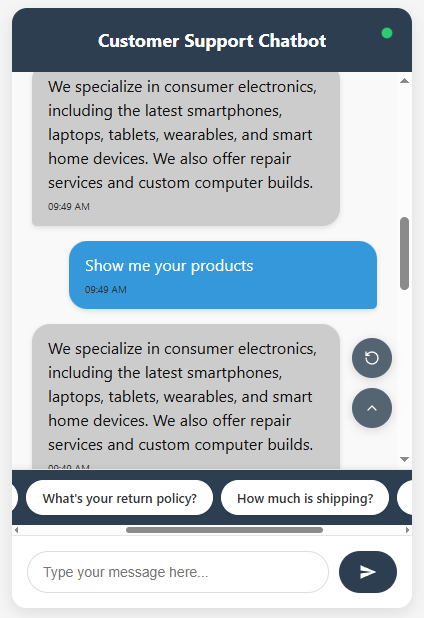 Customer Support Chatbot
We specialize in consumer electronics,
including the latest smartphones,
laptops, tablets, wearables, and smart
home devices. We also offer repair
services and custom computer builds.
09:49 AM
Show me your products
09:49 AM
We specialize in consumer electronics,
including the latest smartphones,
laptops, tablets, wearables, and smart
home devices. We also offer repair
services and custom computer builds.
09:49 AM
What's your return policy?
How much is shipping?
Type your message here...